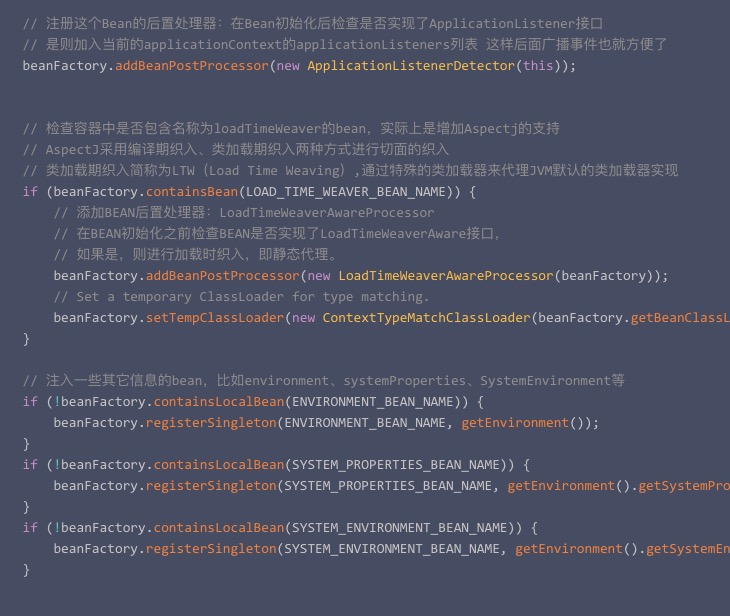 // 注册这个Bean的后置处理器：在Bean初始化后检查是否实现了ApplicationListener接口
// 是则加入当前的applicationContext的applicationListeners列表 这样后面广播事件也就方便了
beanFactory.addBeanPostProcessor(new ApplicationListenerDetector(this));
// 检查容器中是否包含名称为loadTimeWeaver的bean，实际上是增加Aspectj的支持
// AspectJ采用编译期织入、类加载期织入两种方式进行切面的织入
// 类加载期织入简称为LTW（Load Time Weaving）,通过特殊的类加载器来代理JVM默认的类加载器实现
if (beanFactory.containsBean(LOAD_TIME_WEAVER_BEAN_NAME)) {
// 添加BEAN后置处理器：LoadTimeWeaverAwareProcessor
// 在BEAN初始化之前检查BEAN是否实现了LoadTimeWeaverAware接口，
// 如果是，则进行加载时织入，即静态代理。
beanFactory.addBeanPostProcessor(new LoadTimeWeaverAwareProcessor(beanFactory));
// Set a temporary ClassLoader for type matching.
beanFactory.setTempClassLoader(new ContextTypeMatchClassLoader(beanFactory.getBeanClassL
}
// 注入一些其它信息的bean，比如environment、systemProperties、SystemEnvironment等
if (!beanFactory.containsLocalBean(ENVIRONMENT_BEAN_NAME)) {
beanFactory.registerSingleton(ENVIRONMENT_BEAN_NAME, getEnvironment());
}
if (!beanFactory.containsLocalBean(SYSTEM_PROPERTIES_BEAN_NAME)) {
beanFactory.registerSingleton(SYSTEM_PROPERTIES_BEAN_NAME, getEnvironment().getSystemPro
}
if (!beanFactory.containsLocalBean(SYSTEM_ENVIRONMENT_BEAN_NAME)) {
beanFactory.registerSingleton(SYSTEM_ENVIRONMENT_BEAN_NAME, getEnvironment().getSystemEn
}